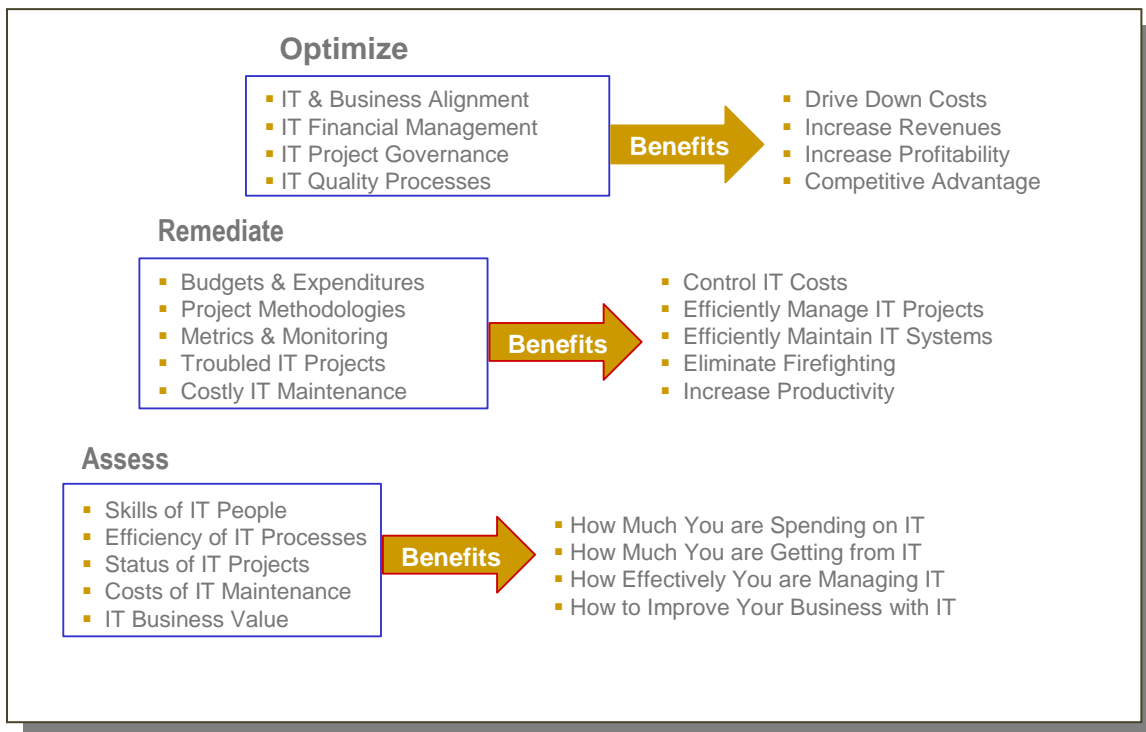 Optimize
▪ IT & Business Alignment
▪ IT Financial Management
▪ IT Project Governance
▪ IT Quality Processes
Benefits
▪ Drive Down Costs
▪ Increase Revenues
▪ Increase Profitability
▪ Competitive Advantage
Remediate
▪ Budgets & Expenditures
▪ Project Methodologies
▪ Metrics & Monitoring
▪ Troubled IT Projects
▪ Costly IT Maintenance
Benefits
▪ Control IT Costs
▪ Efficiently Manage IT Projects
▪ Efficiently Maintain IT Systems
▪ Eliminate Firefighting
▪ Increase Productivity
Assess
▪ Skills of IT People
▪ Efficiency of IT Processes
▪ Status of IT Projects
▪ Costs of IT Maintenance
▪ IT Business Value
Benefits
▪ How Much You are Spending on IT
▪ How Much You are Getting from IT
▪ How Effectively You are Managing IT
▪ How to Improve Your Business with IT